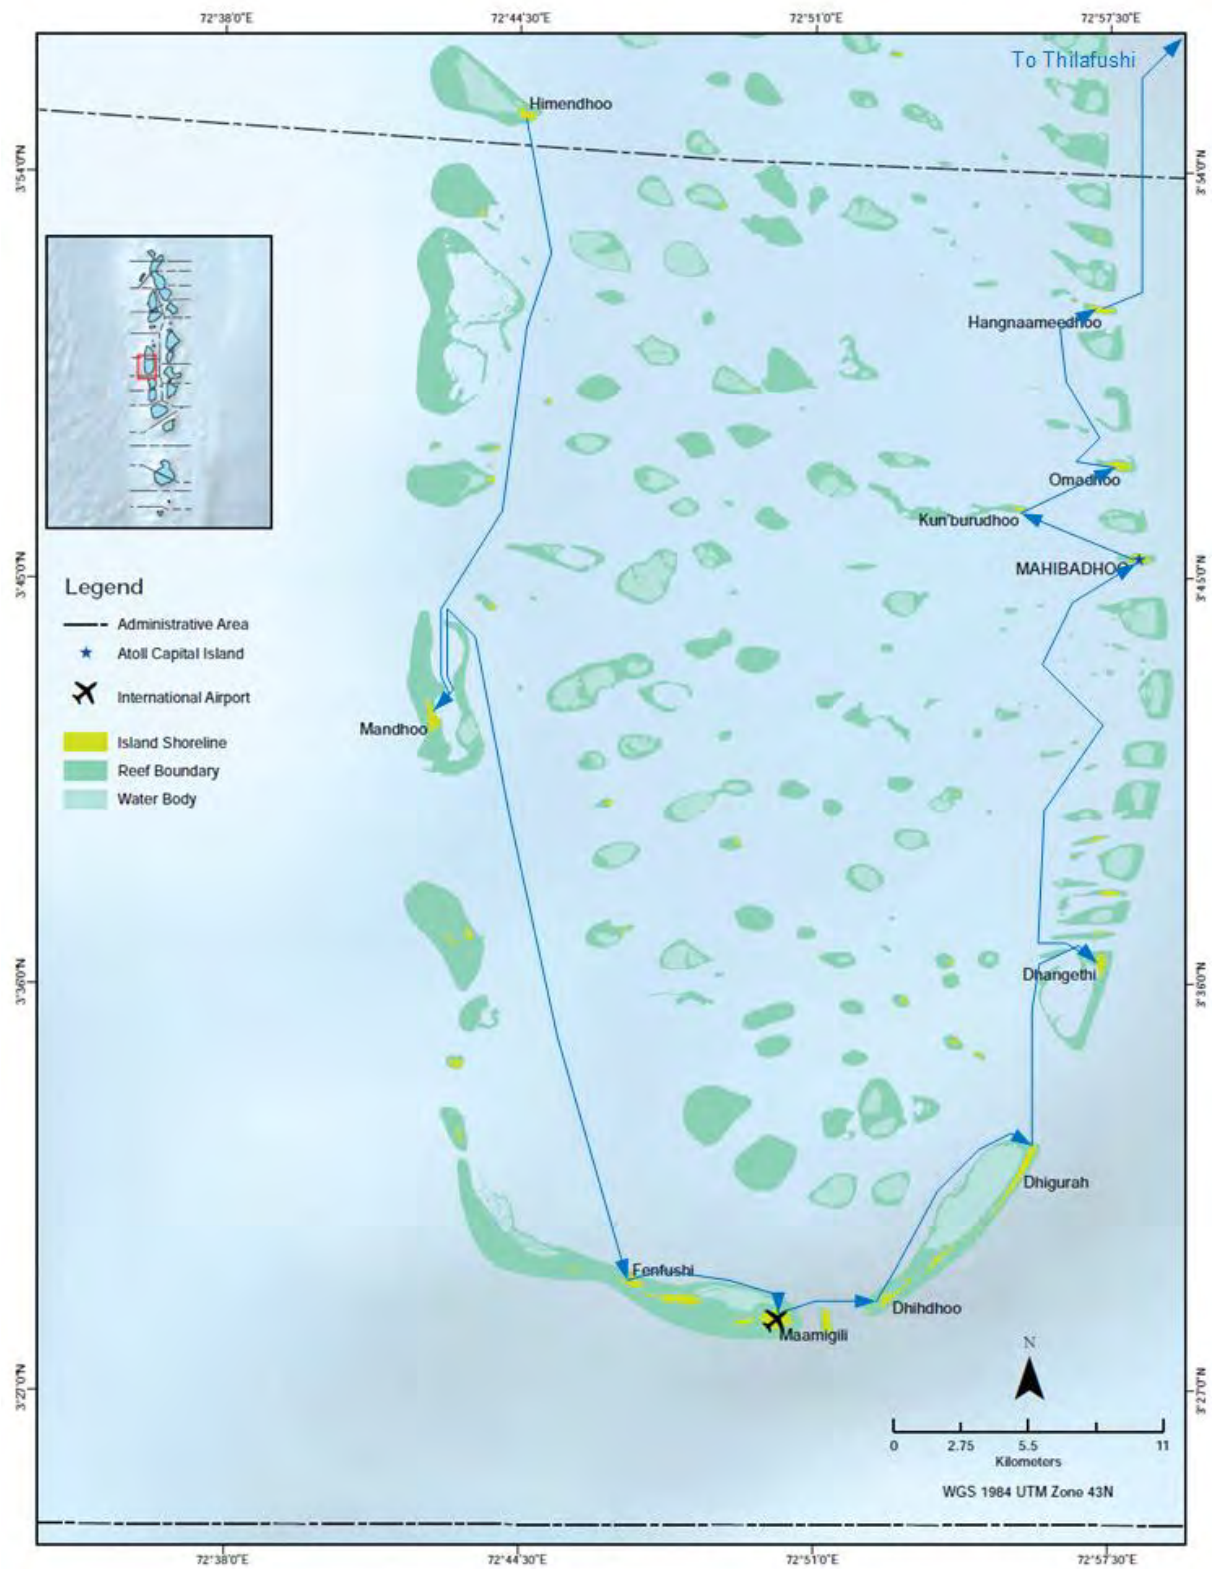 72°38'0"E
72°44'30"E
72°51'0"E
72°57'30"E
To Thilafushi
Himendhoo
3°54'0"N
3°54'0"N
Hangnaameedhoo
Omadhoo
Kun'burudhoo
MAHIBADHOO
3°45'0"N
3°45'0"N
Legend
Administrative Area
Atoll Capital Island
International Airport
Island Shoreline
Reef Boundary
Water Body
Mandhoo
Dhangethi
3°36'0"N
3°36'0"N
Dhigurah
Fenfushi
Dhihdhoo
Maamigili
N
3°27'0"N
3°27'0"N
0 2.75 5.5 11
Kilometers
WGS 1984 UTM Zone 43N
72°38'0"E
72°44'30"E
72°51'0"E
72°57'30"E